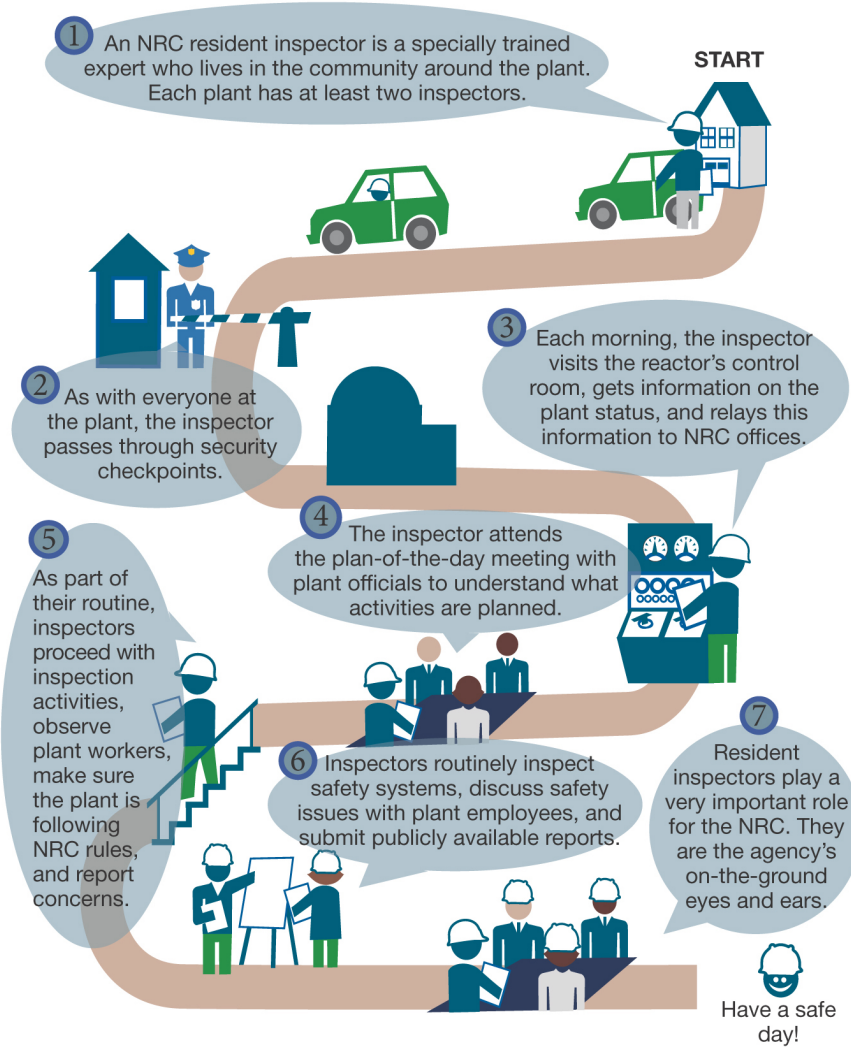 1
An NRC resident inspector is a specially trained
expert who lives in the community around the plant.
Each plant has at least two inspectors.
START
2
As with everyone at
the plant, the inspector
passes through security
checkpoints.
3
Each morning, the inspector
visits the reactor's control
room, gets information on the
plant status, and relays this
information to NRC offices.
4
The inspector attends
the plan-of-the-day meeting with
plant officials to understand what
activities are planned.
5
As part of
their routine,
inspectors
proceed with
inspection
activities,
observe
plant workers,
make sure
the plant is
following
NRC rules,
and report
concerns.
6
Inspectors routinely inspect
safety systems, discuss safety
issues with plant employees, and
submit publicly available reports.
7
Resident
inspectors play a
very important role
for the NRC. They
are the agency's
on-the-ground
eyes and ears.
Have a safe
day!